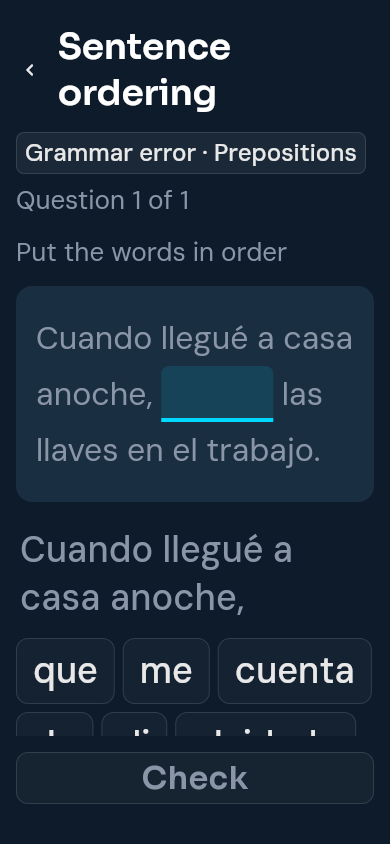 Sentence
ordering
Grammar error · Prepositions
Question 1 of 1
Put the words in order
Cuando llegué a casa
anoche, las
llaves en el trabajo.
Cuando llegué a
casa anoche,
que me cuenta
Check